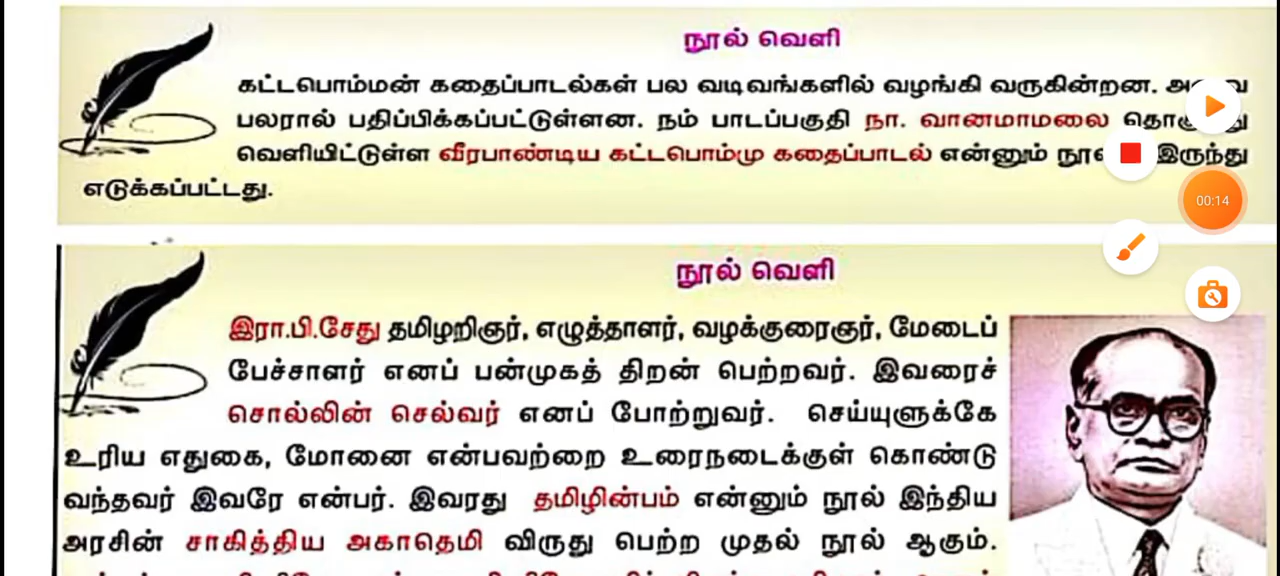 நூல் வெளி
கட்டபொம்மன் கதைப்பாடல்கள் பல வடிவங்களில் வழங்கி வருகின்றன.
பலரால் பதிப்பிக்கப்பட்டுள்ளன. நம் பாடப்பகுதி நா. வானமாமலை
வெளியிட்டுள்ள வீரபாண்டிய கட்டபொம்மு கதைப்பாடல் என்னும் இருந்து
எடுக்கப்பட்டது.
00:14
நூல் வெளி
இரா.பி.சேது தமிழறிஞர், எழுத்தாளர், வழக்குரைஞர், மேடைப்
பேச்சாளர் எனப் பன்முகத் திறன் பெற்றவர். இவரைச்
சொல்லின் செல்வர் எனப் போற்றுவர். செய்யுளுக்கே
உரிய எதுகை, மோனை என்பவற்றை உரைநடைக்குள் கொண்டு
வந்தவர் இவரே என்பர். இவரது தமிழின்பம் என்னும் நூல் இந்திய
அரசின் சாகித்திய அகாதெமி விருது பெற்ற முதல் நூல் ஆகும்.